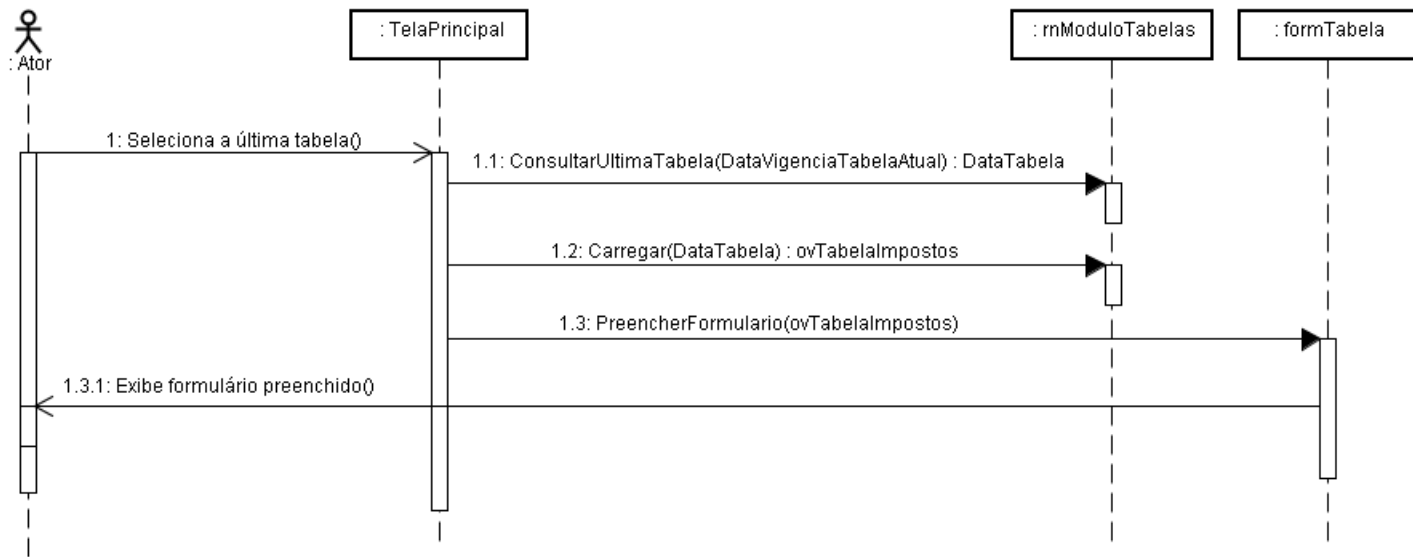 : Ator
: TelaPrincipal
: rnModuloTabelas
: formTabela
1: Seleciona a última tabela()
1.1: ConsultarUltimaTabela(DataVigenciaTabelaAtual) : DataTabela
1.2: Carregar(DataTabela) : ovTabelaImpostos
1.3: PreencherFormulario(ovTabelaImpostos)
1.3.1: Exibe formulário preenchido()